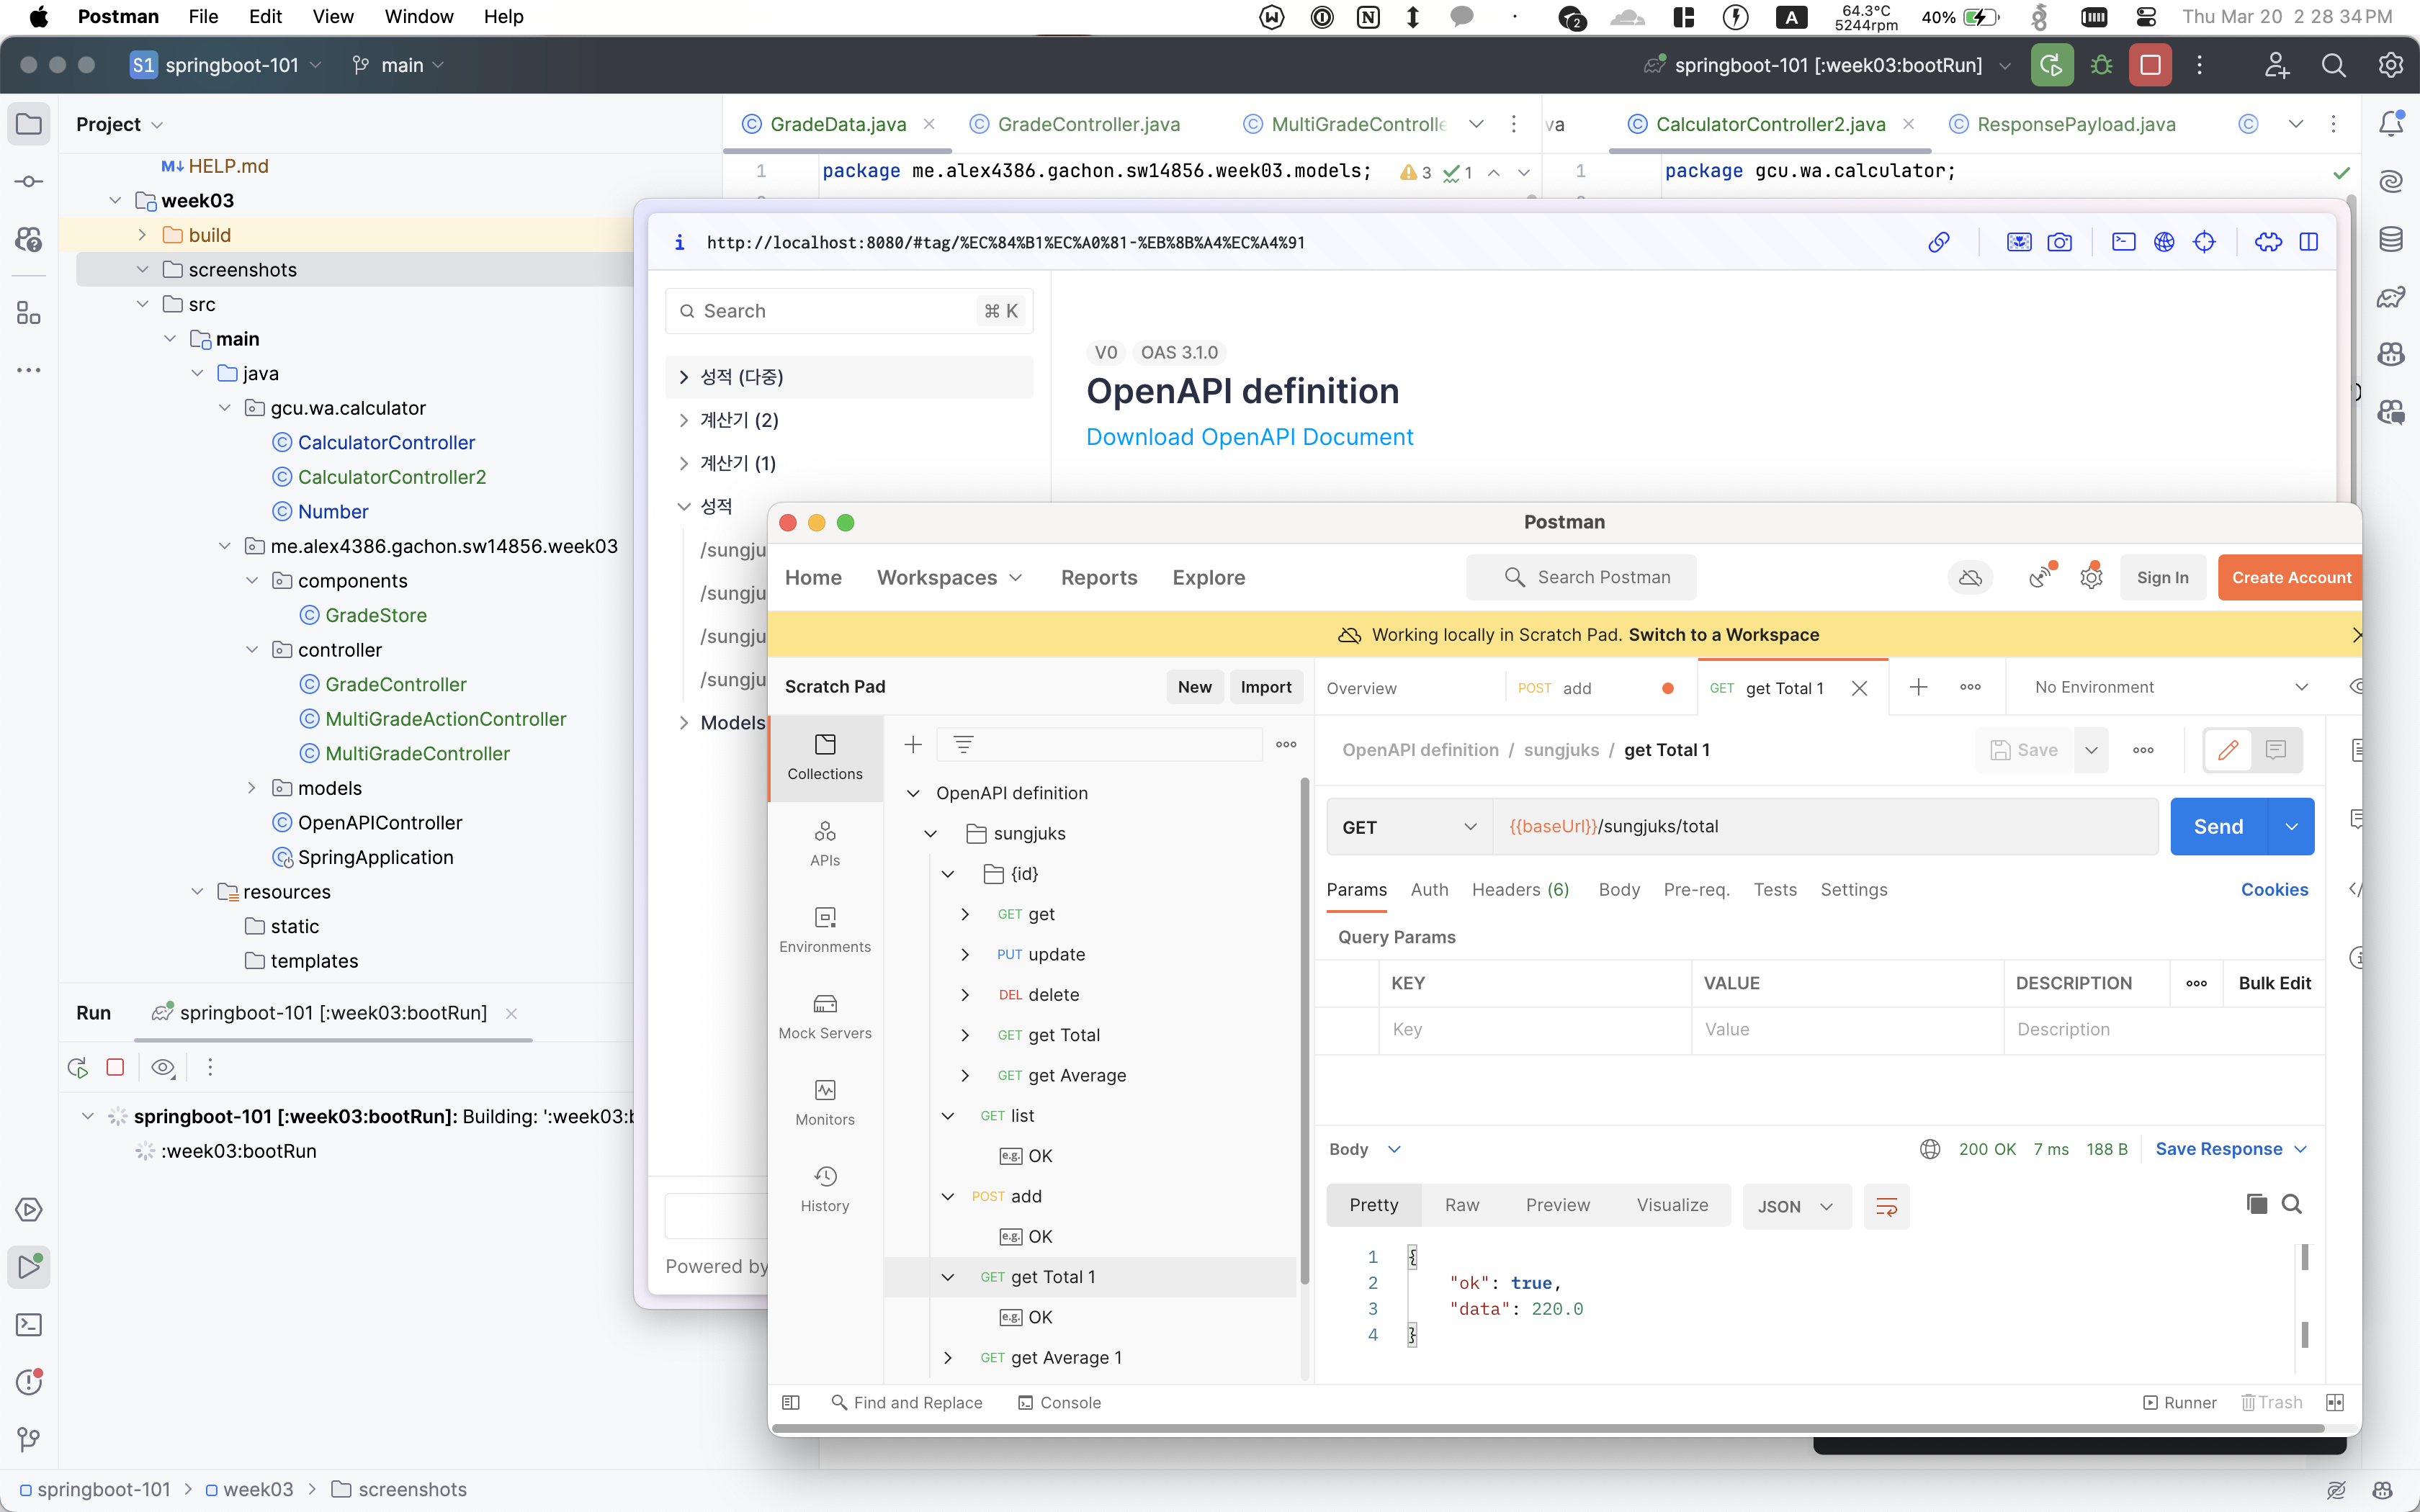 Postman File Edit View Window Help
2
A
64.3°C
5244rpm
40%
Thu Mar 20 2 28 34 PM
S1 springboot-101 main
springboot-101 [:week03:bootRun]
Project
GradeData.java GradeController.java MultiGradeControlle
va CalculatorController2.java ResponsePayload.java
1 package me.alex4386.gachon.sw14856.week03.models; 3 1
1 package gcu.wa.calculator;
M↓ HELP.md
week03
build
screenshots
src
main
java
gcu.wa.calculator
CalculatorController
CalculatorController2
Number
me.alex4386.gachon.sw14856.week03
components
GradeStore
controller
GradeController
MultiGradeActionController
MultiGradeController
models
OpenAPIController
SpringApplication
resources
static
templates
Run springboot-101 [:week03:bootRun]
springboot-101 [:week03:bootRun]: Building: ':week03:b
:week03:bootRun
springboot-101 > week03 > screenshots
i http://localhost:8080/#tag/%EC%84%B1%EC%A0%81-%EB%8B%A4%EC%A4%91
Search ⌘ K
성적 (다중)
계산기 (2)
계산기 (1)
성적
/sungju
/sungju
/sungju
/sungju
Models
Powered by
V0 OAS 3.1.0
OpenAPI definition
Download OpenAPI Document
Postman
Home Workspaces Reports Explore
Search Postman
Sign In Create Account
Working locally in Scratch Pad. Switch to a Workspace
Scratch Pad New Import
Overview POST add GET get Total 1 No Environment
Collections
APIs
Environments
Mock Servers
Monitors
History
OpenAPI definition
sungjuks
{id}
GET get
PUT update
DEL delete
GET get Total
GET get Average
GET list
e.g. OK
POST add
e.g. OK
GET get Total 1
e.g. OK
GET get Average 1
OpenAPI definition / sungjuks / get Total 1 Save
GET {{baseUrl}}/sungjuks/total Send
Params Auth Headers (6) Body Pre-req. Tests Settings Cookies
Query Params
KEY VALUE DESCRIPTION Bulk Edit
Key Value Description
Body 200 OK 7 ms 188 B Save Response
Pretty Raw Preview Visualize JSON
1 {
2 "ok": true,
3 "data": 220.0
4 }
Find and Replace Console Runner Trash